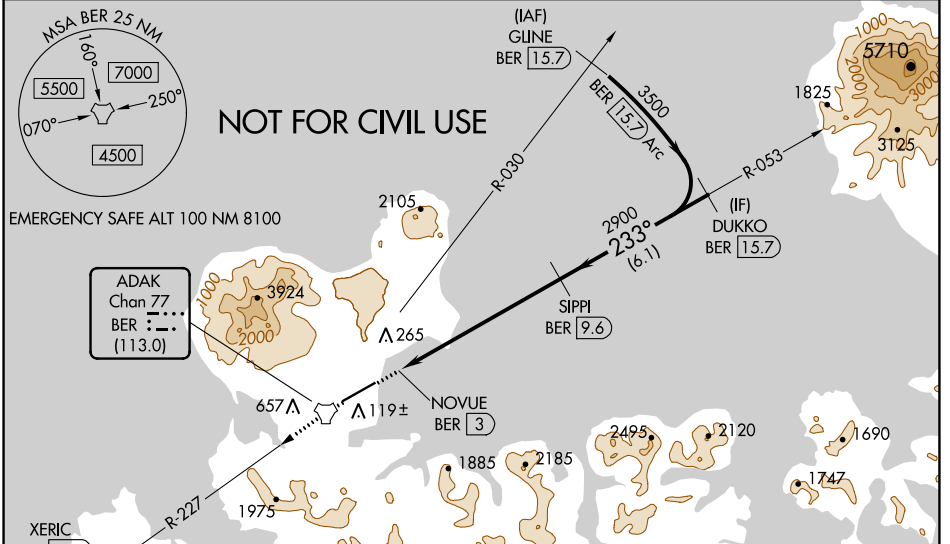 MSA BER 25 NM
160°
5500
7000
250°
070°
4500
EMERGENCY SAFE ALT 100 NM 8100
NOT FOR CIVIL USE
(IAF)
GLINE
BER 15.7
3500
BER 15.7 Arc
R-030
R-053
1000
5710
2000
3000
1825
3125
(IF)
DUKKO
BER 15.7
2900
233°
(6.1)
SIPPI
BER 9.6
2105
1000
3924
2000
ADAK
Chan 77
BER
(113.0)
265
657
119±
NOVUE
BER 3
2495
2120
1690
1885
2185
1747
1975
R-227
XERIC